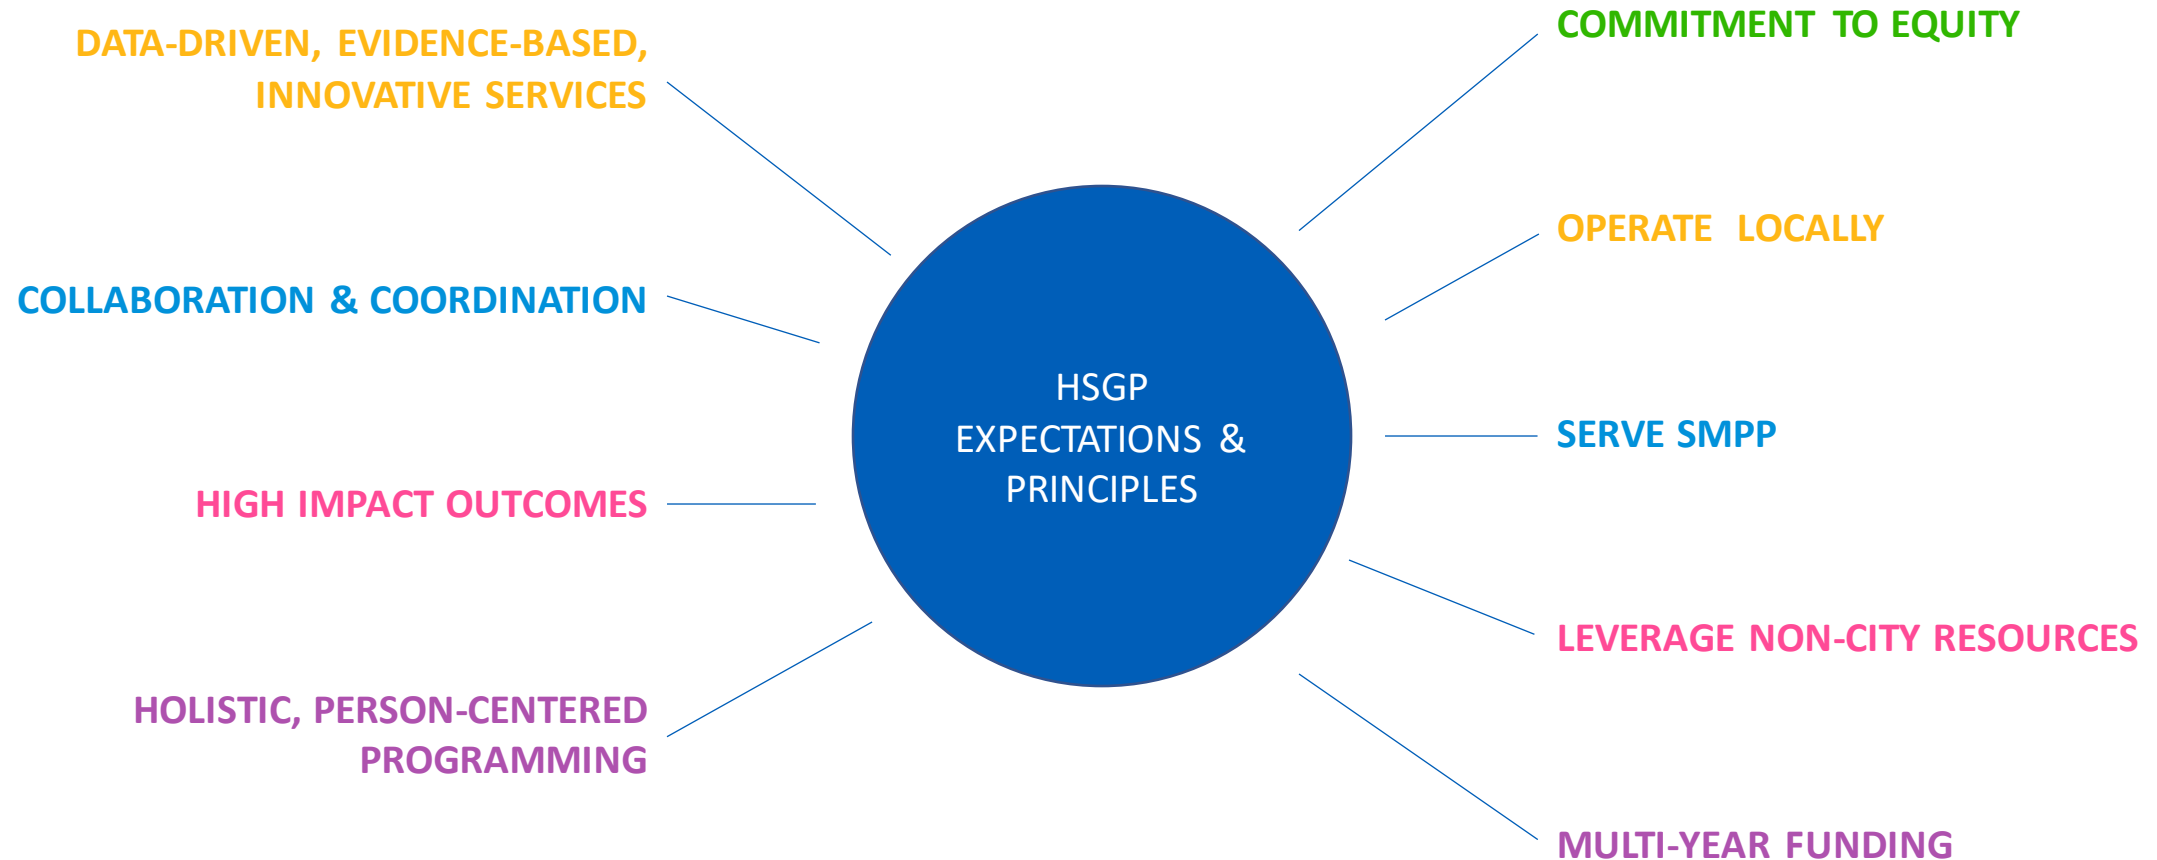 DATA-DRIVEN, EVIDENCE-BASED,
INNOVATIVE SERVICES
COLLABORATION & COORDINATION
HIGH IMPACT OUTCOMES
HOLISTIC, PERSON-CENTERED
PROGRAMMING
HSGP
EXPECTATIONS &
PRINCIPLES
COMMITMENT TO EQUITY
OPERATE LOCALLY
SERVE SMPP
LEVERAGE NON-CITY RESOURCES
MULTI-YEAR FUNDING